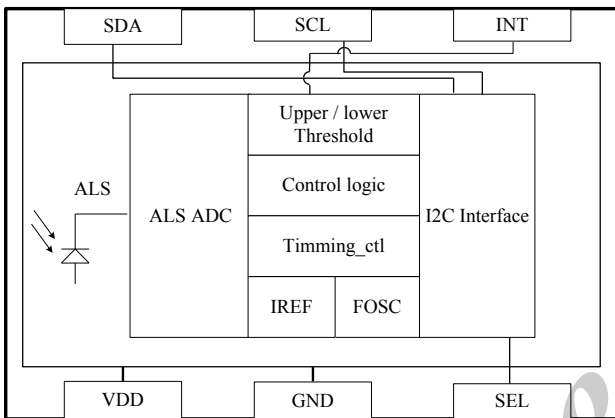 SDA
SCL
INT
Upper / lower
Threshold
ALS
ALS ADC
Control logic
I2C Interface
Timming_ctl
IREF
FOSC
VDD
GND
SEL